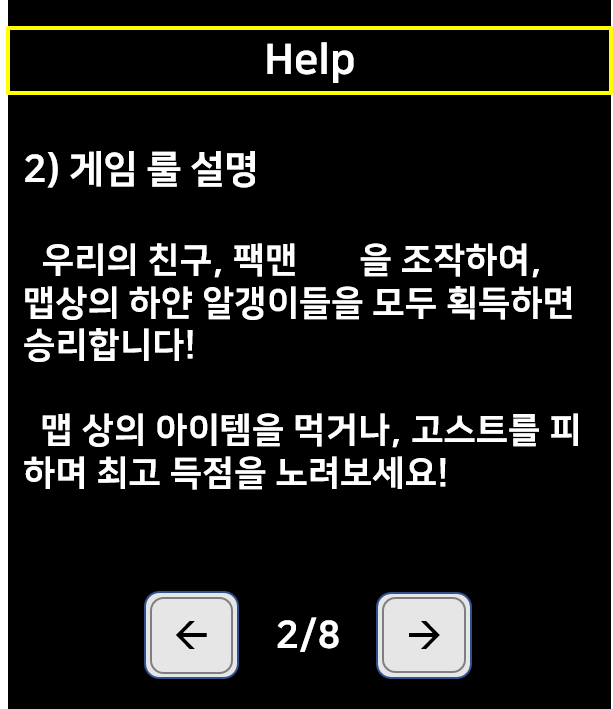 Help
2) 게임 룰 설명
우리의 친구, 팩맨 을 조작하여,
맵상의 하얀 알갱이들을 모두 획득하면
승리합니다!
맵 상의 아이템을 먹거나, 고스트를 피
하며 최고 득점을 노려보세요!
← 2/8 →